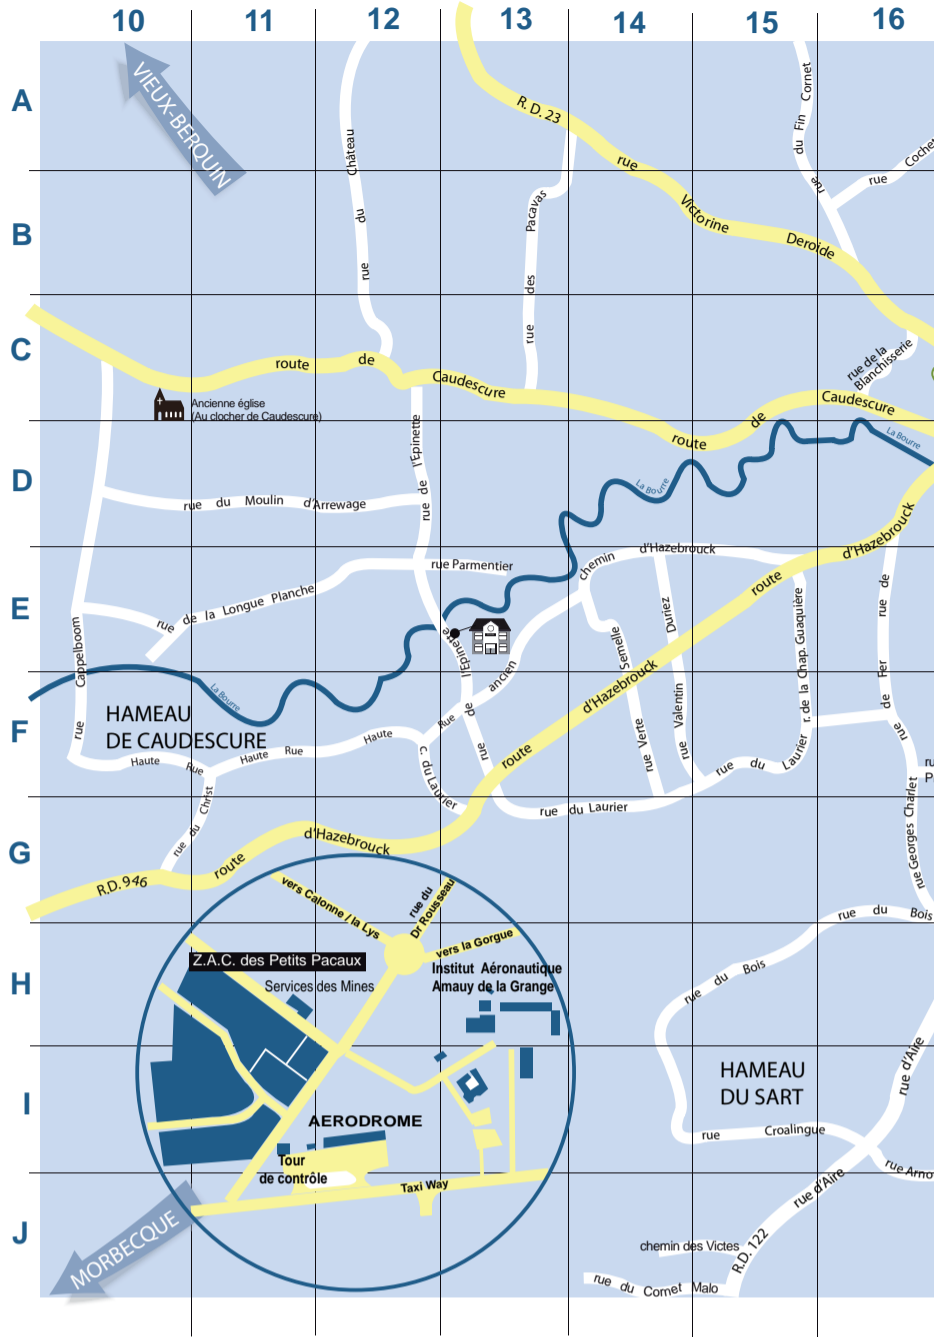 10 11 12 13 14 15 16
A
B
C
D
E
F
G
H
I
J
VIEUX-BERQUIN
rue du Château
R. D. 23
rue Victorine Deroide
rue des Pacavas
rue du Fin Cornet
rue Cochet
route de Caudescure
route de Caudescure
rue de la
Blanchisserie
Ancienne église
(Au clocher de Caudescure)
La Bourre
La Bourre
rue de l'Epinette
rue du Moulin d'Arrewage
rue Parmentier
rue de la Longue Planche
chemin d'Hazebrouck
route d'Hazebrouck
rue Cappelboom
rue de l'Epinette
Rue ancien
rue Verte Semelle
rue Valentin Duriez
r. de la Chap. Guaquière
rue de Fer
rue de
La Bourre
HAMEAU
DE CAUDESCURE
Haute Rue
Haute Rue Haute
c. du Laurier
route d'Hazebrouck
rue du Laurier
rue du Laurier
ru
P
rue Georges Charlet
rue du Christ
R.D. 946
route d'Hazebrouck
vers Calonne / la Lys
rue du
Dr Rousseau
vers la Gorgue
rue du Bois
rue du Bois
Z.A.C. des Petits Pacaux
Services des Mines
Institut Aéronautique
Amauy de la Grange
HAMEAU
DU SART
rue d'Aire
AERODROME
rue Croalingue
Tour
de contrôle
Taxi Way
rue Arno
rue d'Aire
R.D. 122
MORBECQUE
chemin des Victes
rue du Cornet Malo